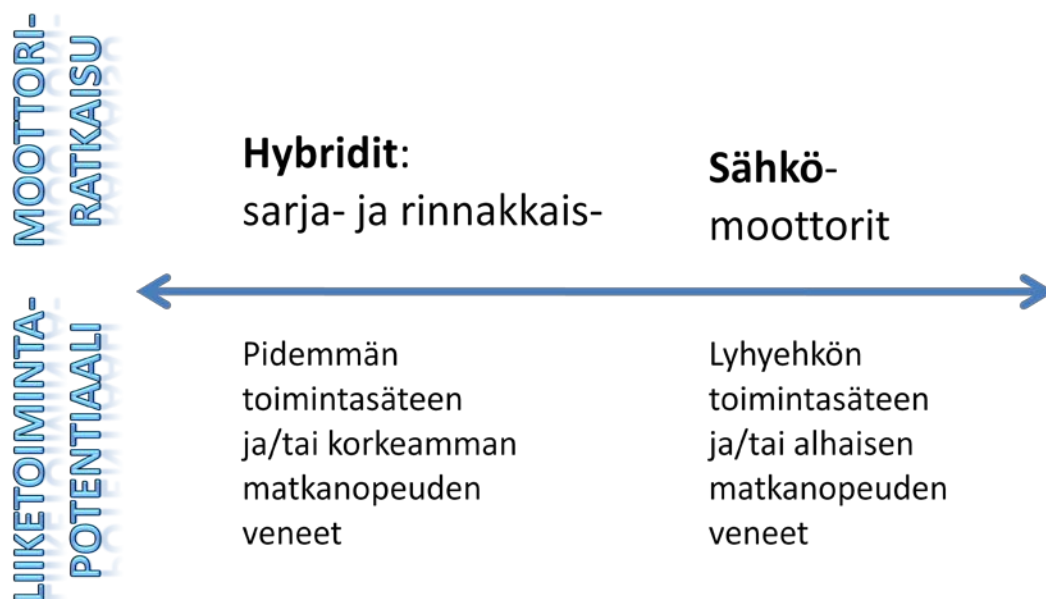 MOOTTORI-
RATKAISU
Hybridit:
sarja- ja rinnakkais-
Sähkö-
moottorit
LIIKETOIMINTA-
POTENTIAALI
Pidemmän
toimintasäteen
ja/tai korkeamman
matkanopeuden
veneet
Lyhyehkön
toimintasäteen
ja/tai alhaisen
matkanopeuden
veneet